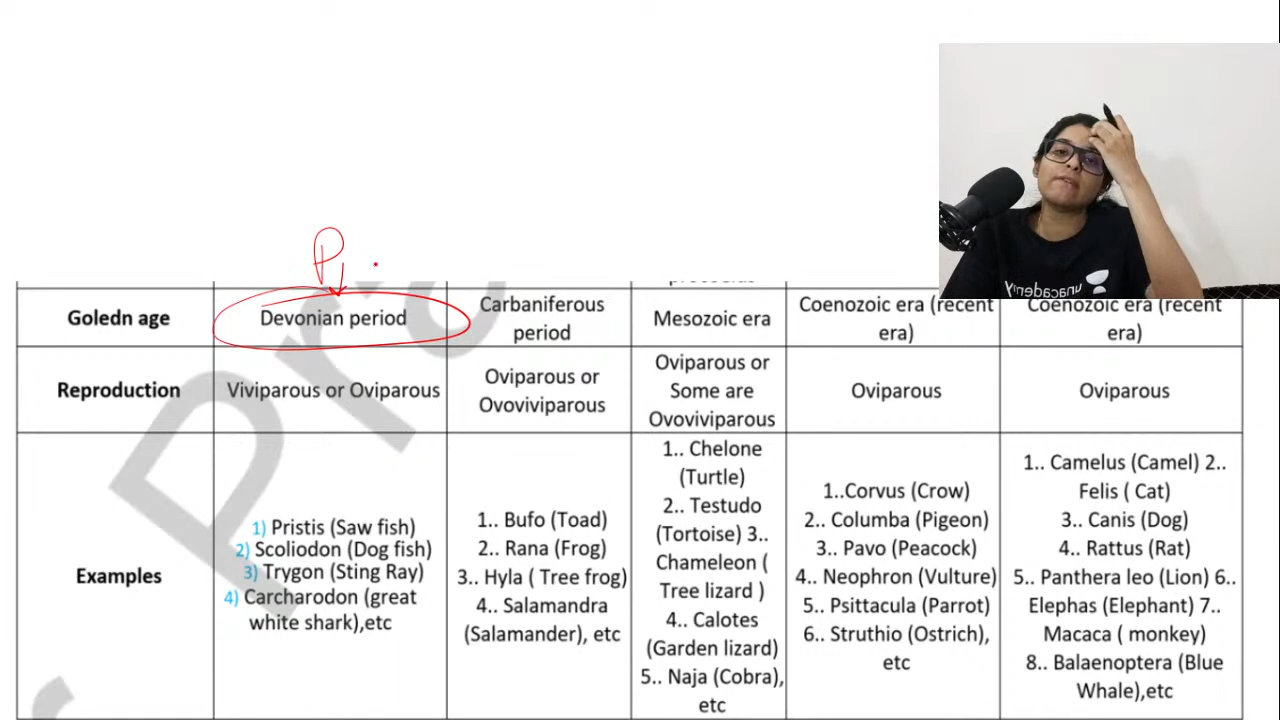 P
Goledn age
Devonian period
Carbaniferous
period
Mesozoic era
Coenozoic era (recent
era)
Coenozoic era (recent
era)
Reproduction
Viviparous or Oviparous
Oviparous or
Ovoviviparous
Oviparous or
Some are
Ovoviviparous
Oviparous
Oviparous
Examples
1) Pristis (Saw fish)
2) Scoliodon (Dog fish)
3) Trygon (Sting Ray)
4) Carcharodon (great
white shark),etc
1.. Bufo (Toad)
2.. Rana (Frog)
3.. Hyla ( Tree frog)
4.. Salamandra
(Salamander), etc
1.. Chelone
(Turtle)
2.. Testudo
(Tortoise) 3..
Chameleon (
Tree lizard )
4.. Calotes
(Garden lizard)
5.. Naja (Cobra),
etc
1..Corvus (Crow)
2.. Columba (Pigeon)
3.. Pavo (Peacock)
4.. Neophron (Vulture)
5.. Psittacula (Parrot)
6.. Struthio (Ostrich),
etc
1.. Camelus (Camel) 2..
Felis ( Cat)
3.. Canis (Dog)
4.. Rattus (Rat)
5.. Panthera leo (Lion) 6..
Elephas (Elephant) 7..
Macaca ( monkey)
8.. Balaenoptera (Blue
Whale),etc
unacademy